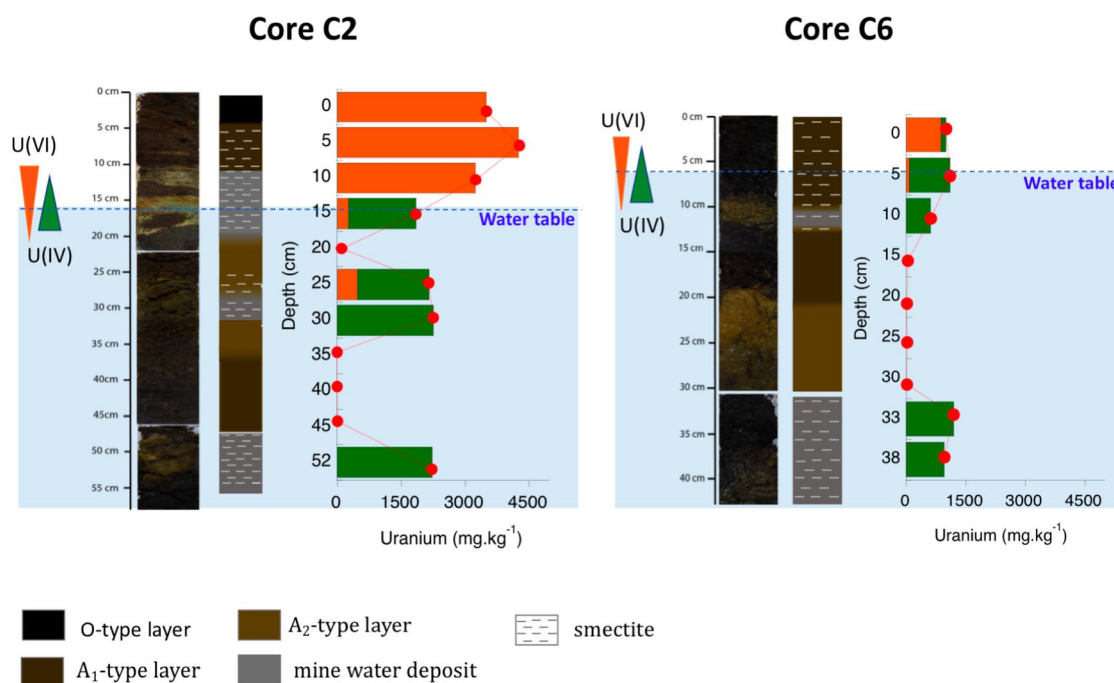 Core C2
Core C6
U(VI)
U(IV)
0 cm
5 cm
10 cm
15 cm
20 cm
25 cm
30 cm
35 cm
40cm
45cm
50 cm
55 cm
Depth (cm)
0
5
10
15
20
25
30
35
40
45
52
Water table
0 1500 3000 4500
Uranium (mg.kg⁻¹)
U(VI)
U(IV)
0 cm
5 cm
10 cm
15 cm
20 cm
25 cm
30 cm
35 cm
40 cm
Depth (cm)
0
5
10
15
20
25
30
33
38
Water table
0 1500 3000 4500
Uranium (mg.kg⁻¹)
O-type layer
A₂-type layer
smectite
A₁-type layer
mine water deposit